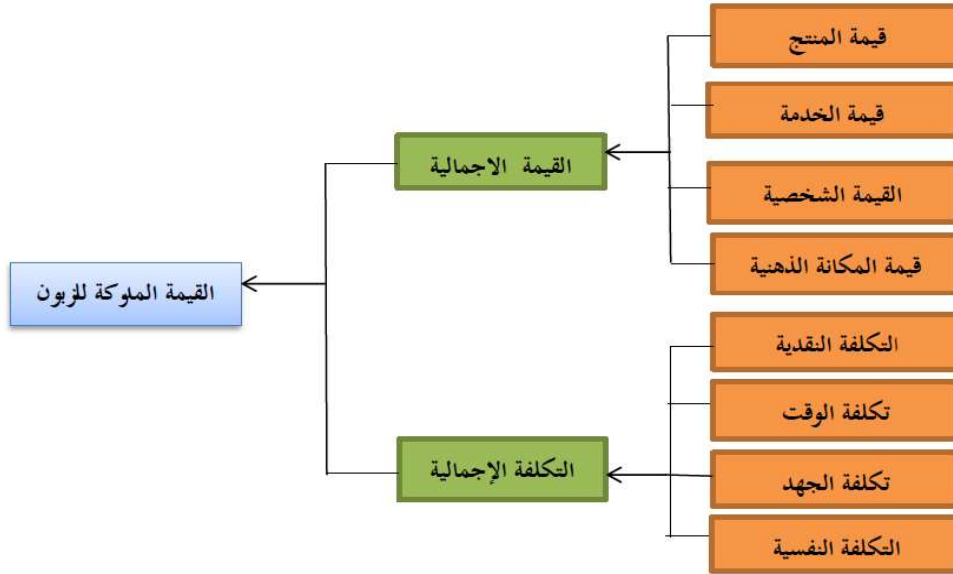 قيمة المنتج
قيمة الخدمة
القيمة الشخصية
قيمة المكانة الذهنية
القيمة الاجمالية
القيمة المدركة للزبون
التكلفة النقدية
تكلفة الوقت
تكلفة الجهد
التكلفة النفسية
التكلفة الإجمالية